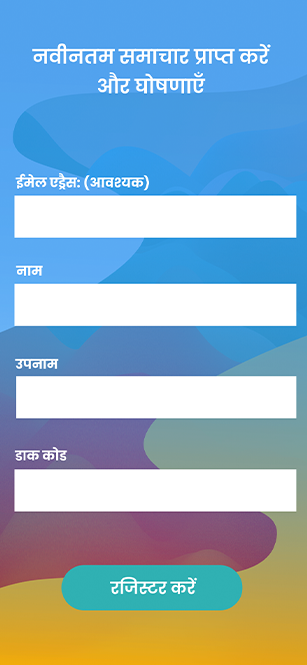 नवीनतम समाचार प्राप्त करें
और घोषणाएँ
ईमेल एड्रैस: (आवश्यक)
नाम
उपनाम
डाक कोड
रजिस्टर करें